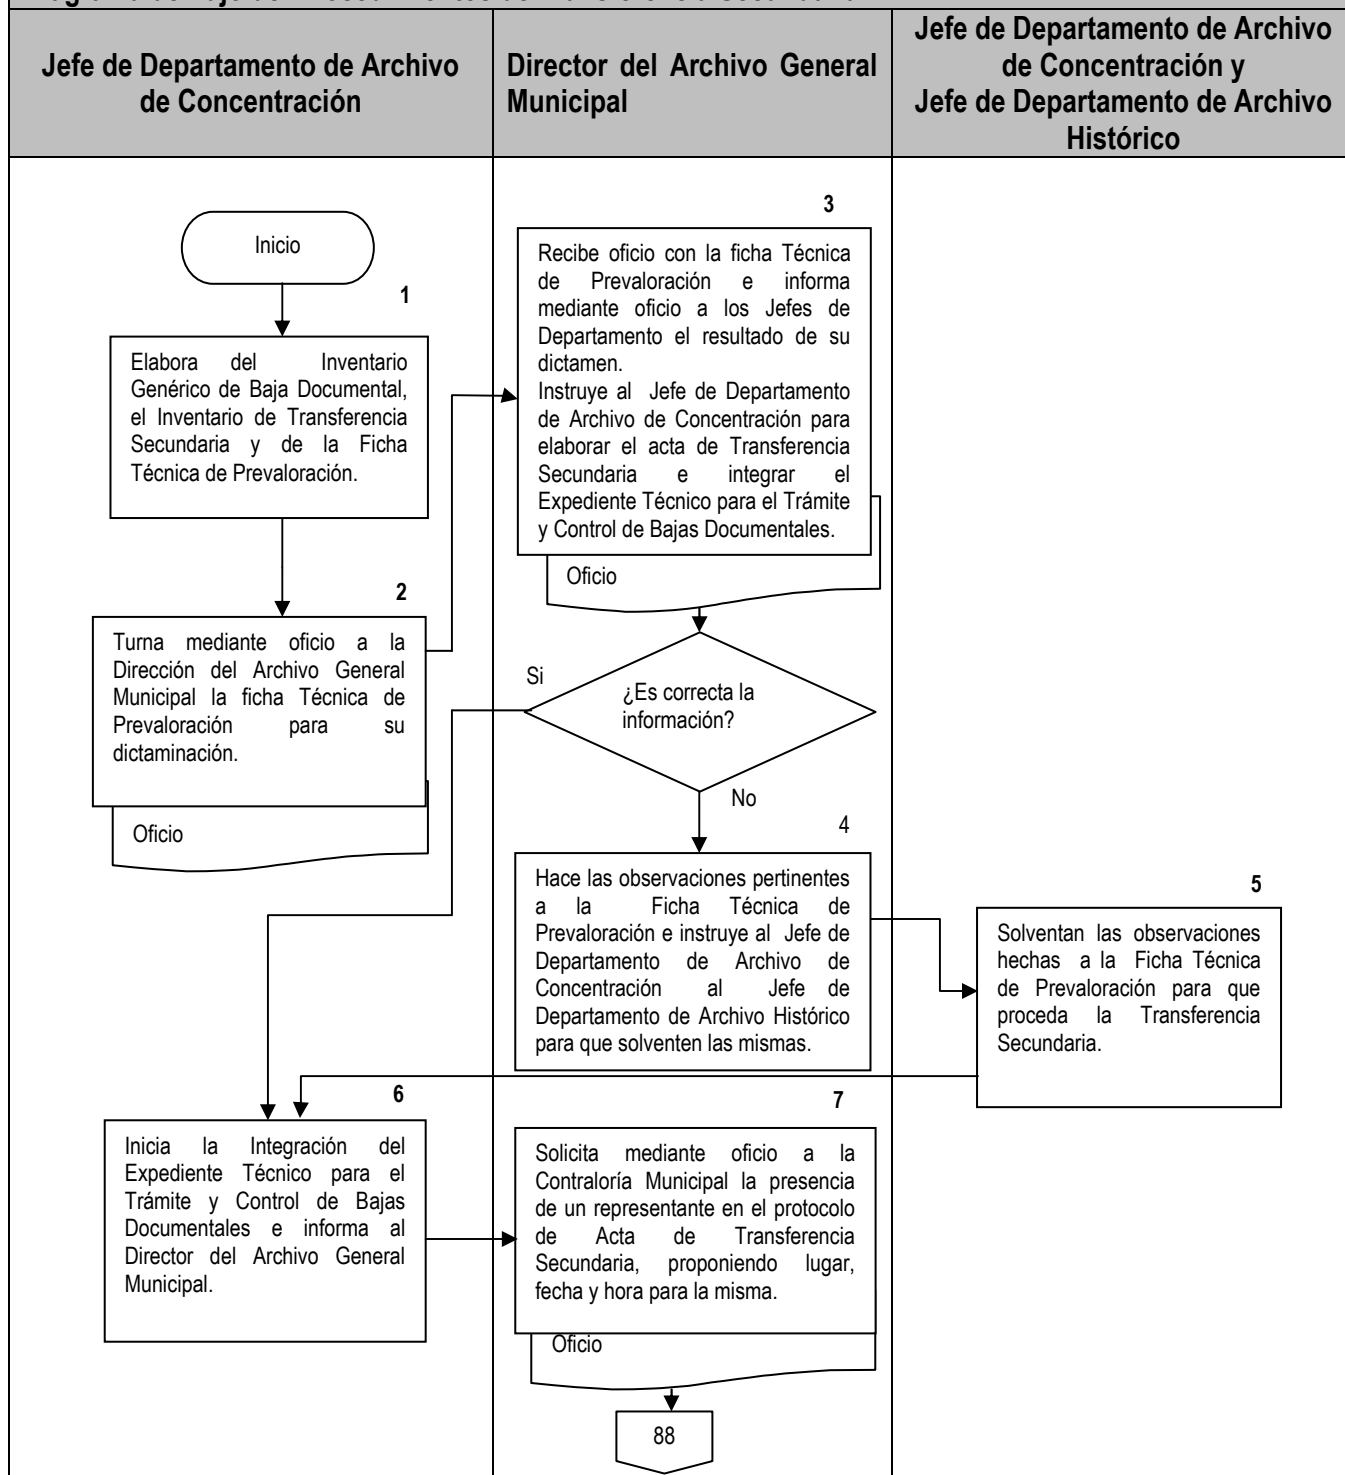 Jefe de Departamento de Archivo
de Concentración
Director del Archivo General
Municipal
Jefe de Departamento de Archivo
de Concentración y
Jefe de Departamento de Archivo
Histórico
Inicio
1
Elabora del Inventario
Genérico de Baja Documental,
el Inventario de Transferencia
Secundaria y de la Ficha
Técnica de Prevaloración.
2
Turna mediante oficio a la
Dirección del Archivo General
Municipal la ficha Técnica de
Prevaloración para su
dictaminación.
Oficio
3
Recibe oficio con la ficha Técnica
de Prevaloración e informa
mediante oficio a los Jefes de
Departamento el resultado de su
dictamen.
Instruye al Jefe de Departamento
de Archivo de Concentración para
elaborar el acta de Transferencia
Secundaria e integrar el
Expediente Técnico para el Trámite
y Control de Bajas Documentales.
Oficio
Si
¿Es correcta la
información?
No
4
Hace las observaciones pertinentes
a la Ficha Técnica de
Prevaloración e instruye al Jefe de
Departamento de Archivo de
Concentración al Jefe de
Departamento de Archivo Histórico
para que solventen las mismas.
5
Solventan las observaciones
hechas a la Ficha Técnica
de Prevaloración para que
proceda la Transferencia
Secundaria.
6
Inicia la Integración del
Expediente Técnico para el
Trámite y Control de Bajas
Documentales e informa al
Director del Archivo General
Municipal.
7
Solicita mediante oficio a la
Contraloría Municipal la presencia
de un representante en el protocolo
de Acta de Transferencia
Secundaria, proponiendo lugar,
fecha y hora para la misma.
Oficio
88